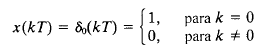 x(kT) = δ₀(kT) = {1, para k = 0
{0, para k ≠ 0